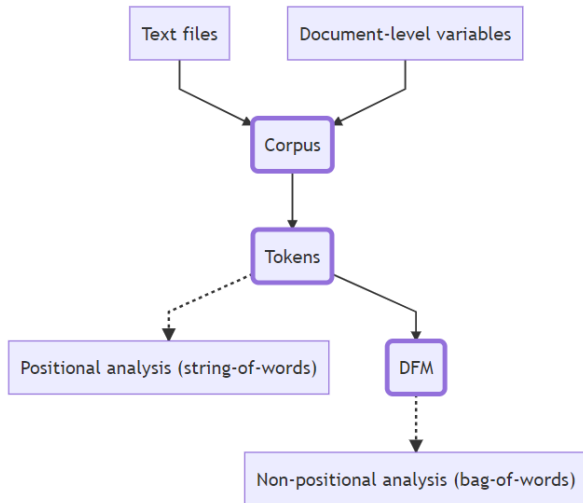 Text files
Document-level variables
Corpus
Tokens
Positional analysis (string-of-words)
DFM
Non-positional analysis (bag-of-words)